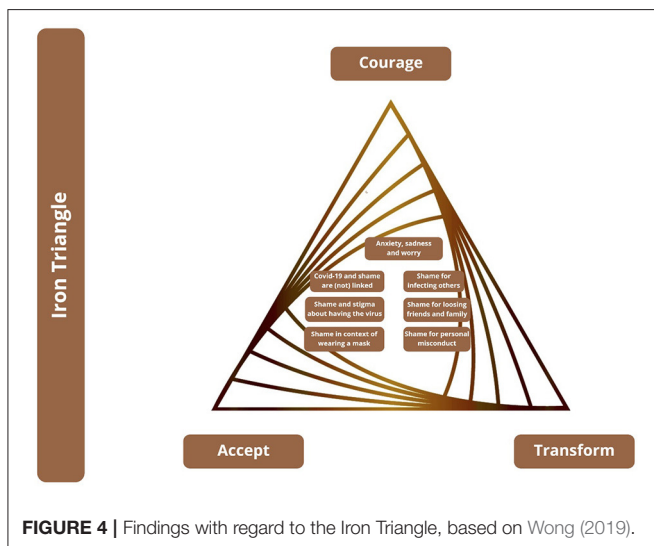 Iron Triangle
Courage
Anxiety, sadness
and worry
Covid-19 and shame
are (not) linked
Shame for
infecting others
Shame and stigma
about having the virus
Shame for loosing
friends and family
Shame in context of
wearing a mask
Shame for personal
misconduct
Accept
Transform
FIGURE 4 | Findings with regard to the Iron Triangle, based on Wong (2019).